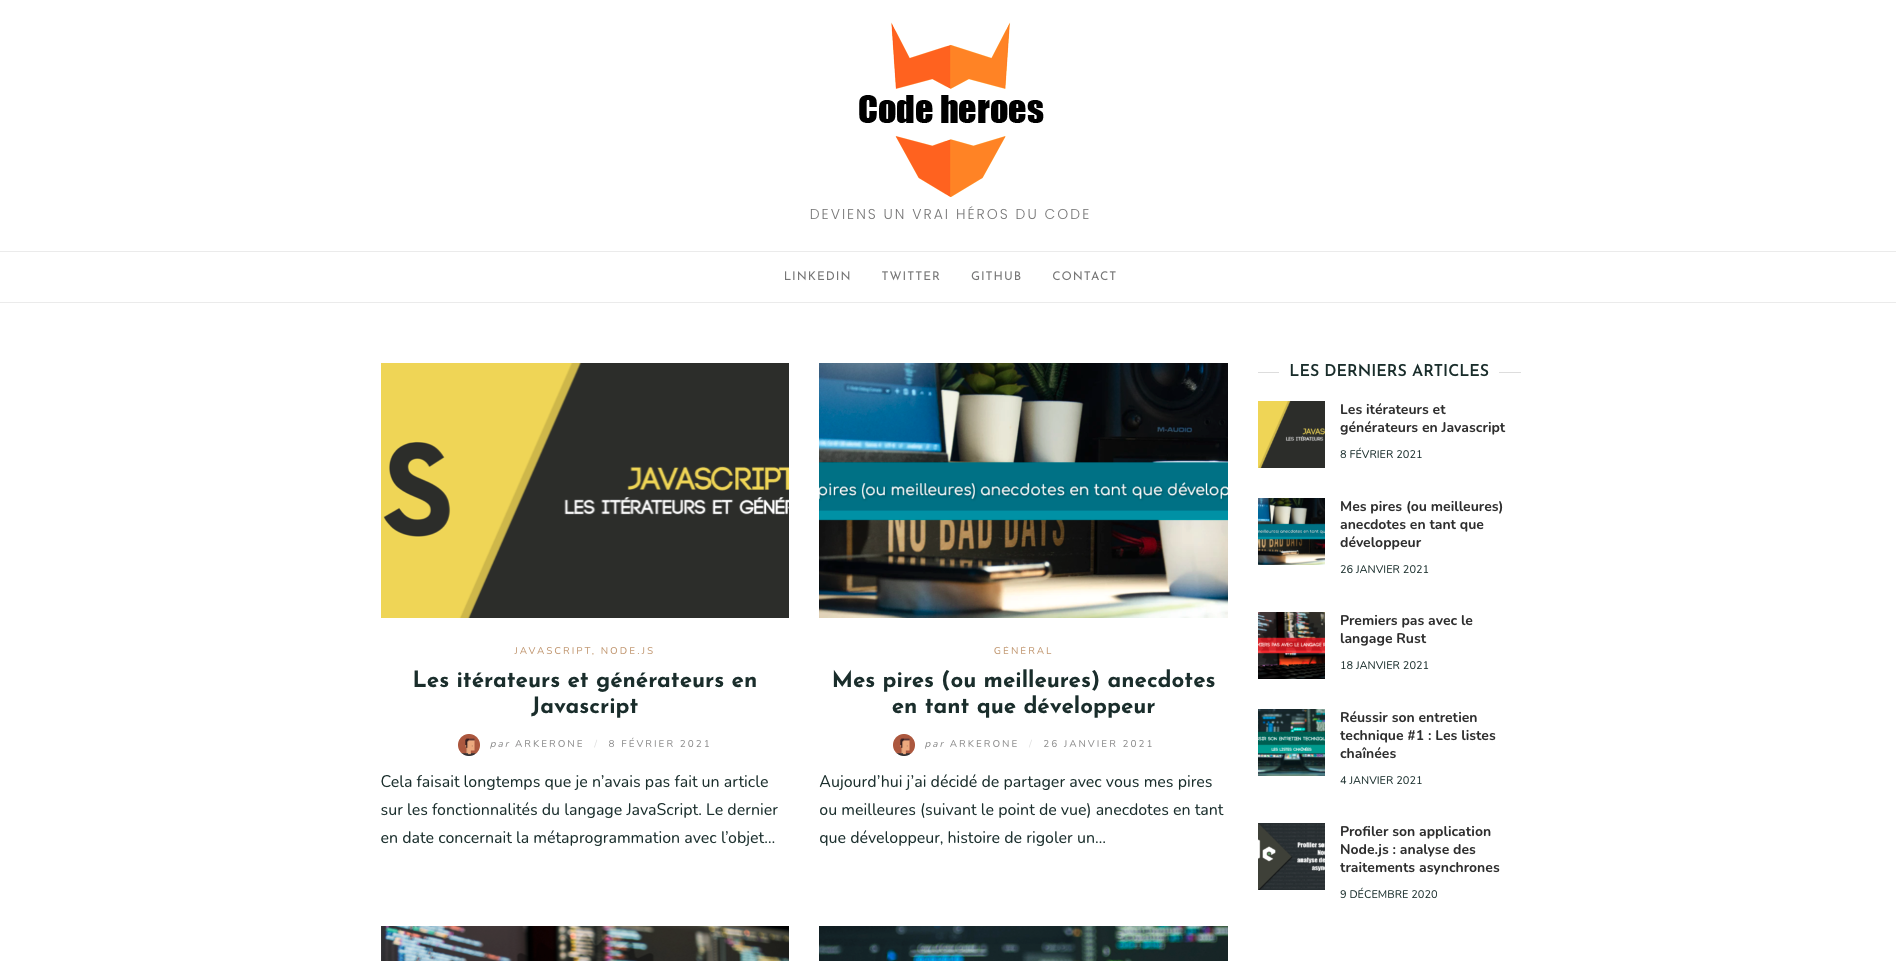 Code heroes
DEVIENS UN VRAI HÉROS DU CODE
LINKEDIN TWITTER GITHUB CONTACT
S
JAVASCRIPT
LES ITÉRATEURS ET GÉNÉR
JAVASCRIPT, NODE.JS
Les itérateurs et générateurs en
Javascript
par ARKERONE / 8 FÉVRIER 2021
Cela faisait longtemps que je n'avais pas fait un article
sur les fonctionnalités du langage JavaScript. Le dernier
en date concernait la métaprogrammation avec l'objet…
M-AUDIO
pires (ou meilleures) anecdotes en tant que dévelop
NO BAD DAYS
GENERAL
Mes pires (ou meilleures) anecdotes
en tant que développeur
par ARKERONE / 26 JANVIER 2021
Aujourd'hui j'ai décidé de partager avec vous mes pires
ou meilleures (suivant le point de vue) anecdotes en tant
que développeur, histoire de rigoler un…
LES DERNIERS ARTICLES
Les itérateurs et
générateurs en Javascript
8 FÉVRIER 2021
Mes pires (ou meilleures)
anecdotes en tant que
développeur
26 JANVIER 2021
Premiers pas avec le
langage Rust
18 JANVIER 2021
Réussir son entretien
technique #1 : Les listes
chaînées
4 JANVIER 2021
Profiler son application
Node.js : analyse des
traitements asynchrones
9 DÉCEMBRE 2020